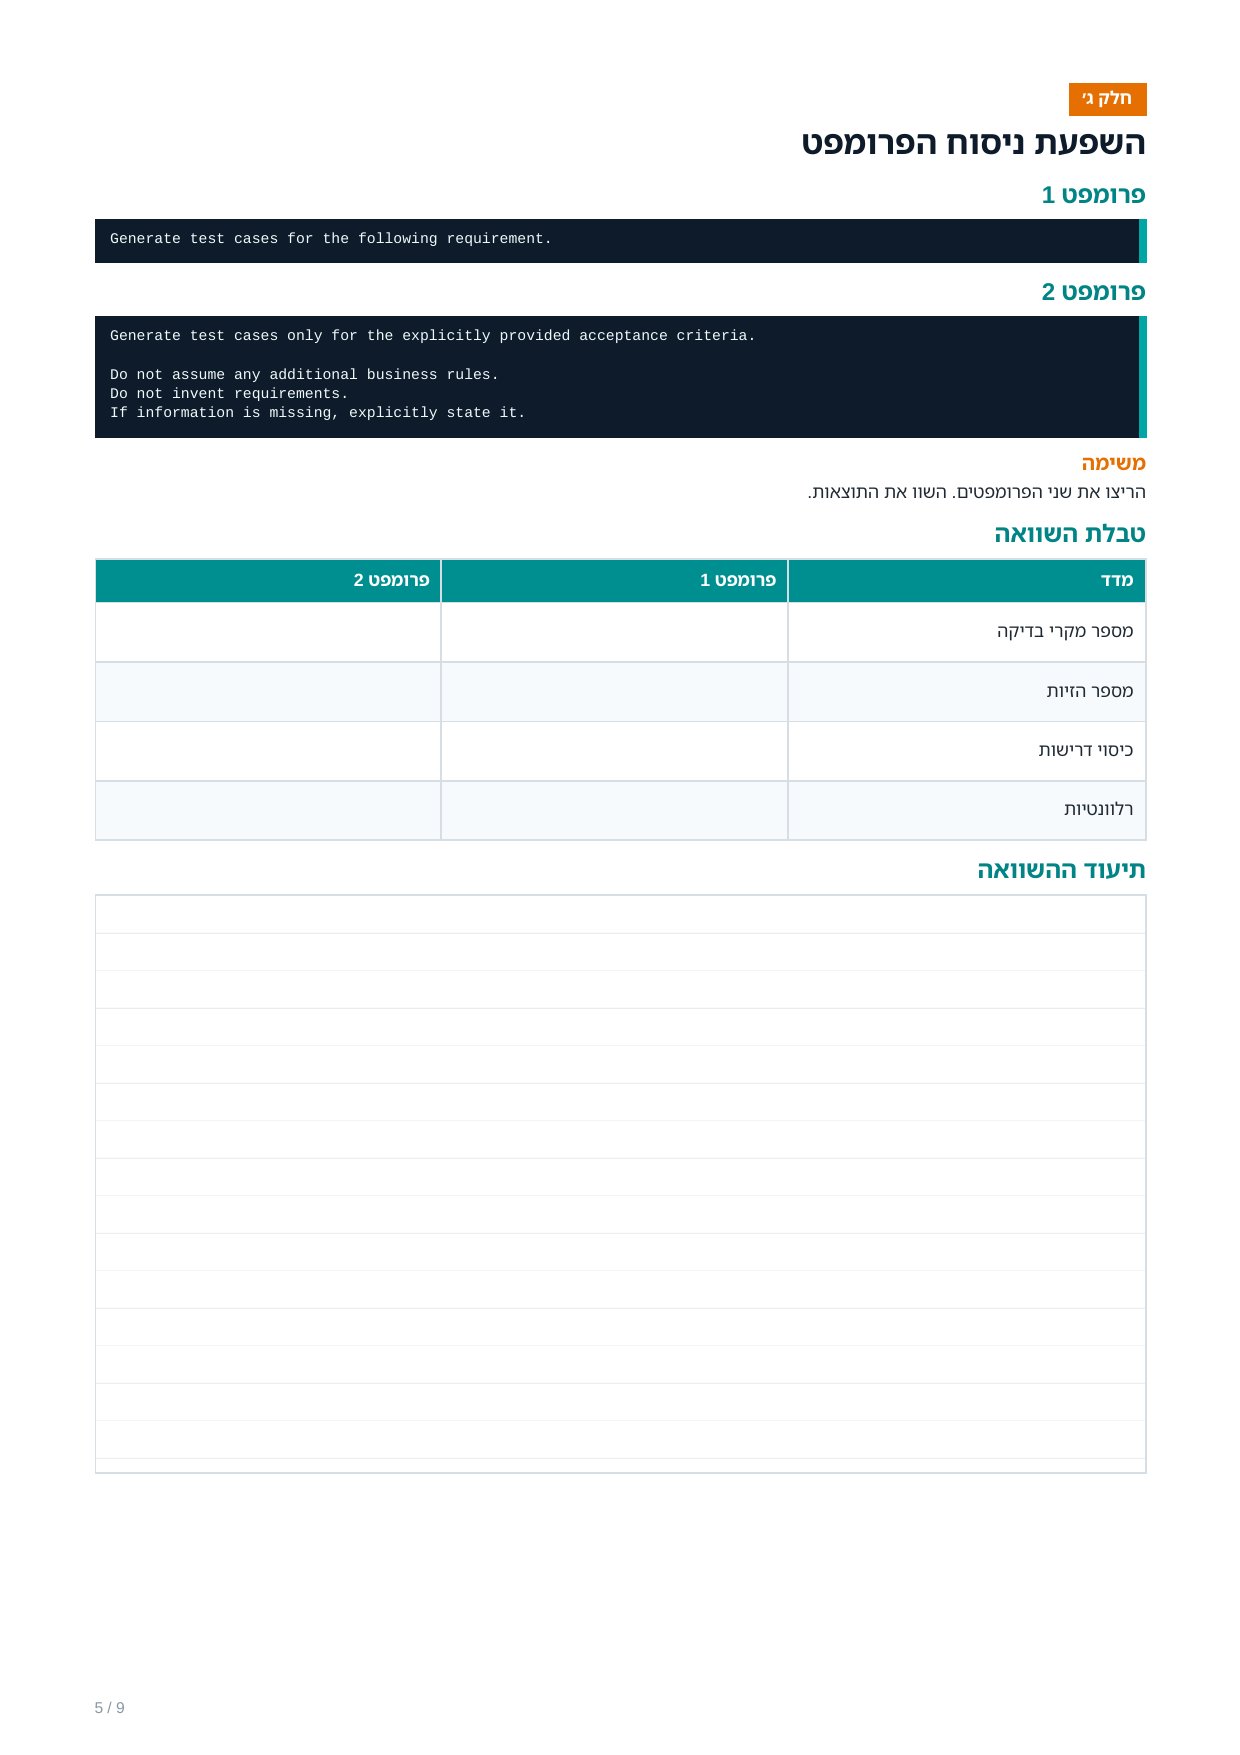 חלק ג׳
השפעת ניסוח הפרומפט
פרומפט 1
Generate test cases for the following requirement.
פרומפט 2
Generate test cases only for the explicitly provided acceptance criteria.
Do not assume any additional business rules.
Do not invent requirements.
If information is missing, explicitly state it.
משימה
הריצו את שני הפרומפטים. השוו את התוצאות.
טבלת השוואה
מדד פרומפט 1 פרומפט 2
מספר מקרי בדיקה
מספר הזיות
כיסוי דרישות
רלוונטיות
תיעוד ההשוואה
5 / 9